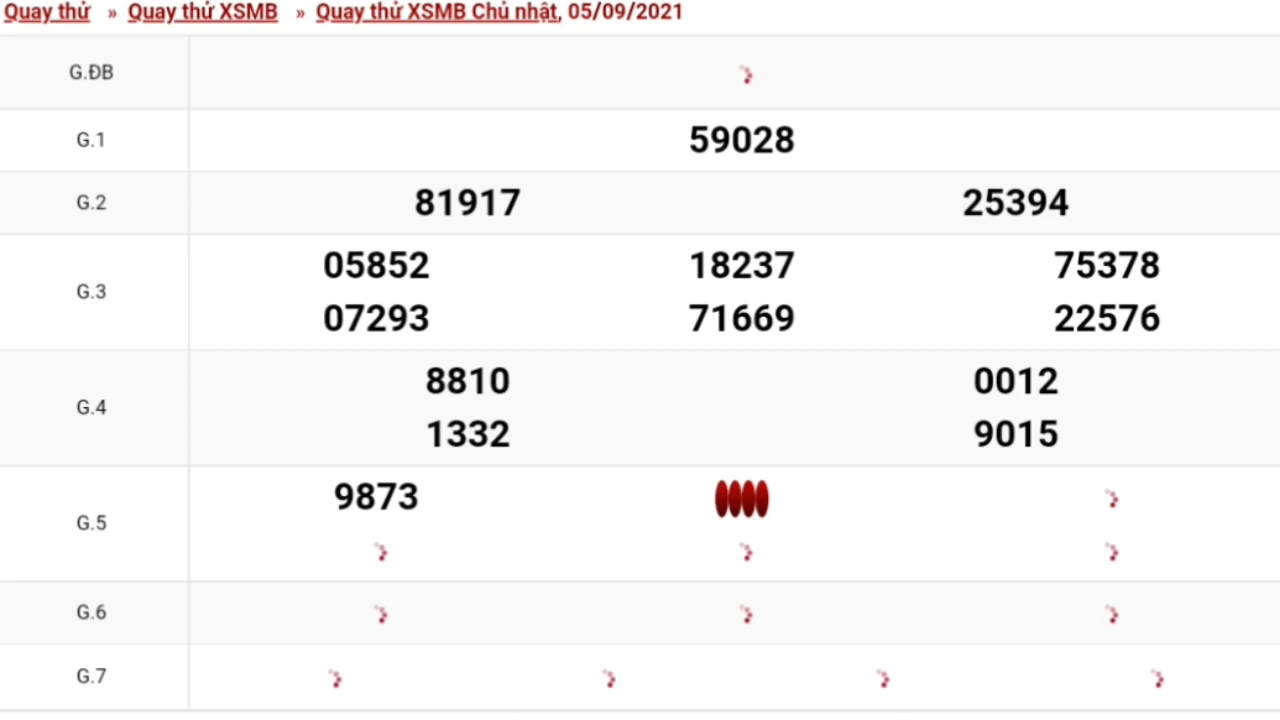 Quay thử » Quay thử XSMB » Quay thử XSMB Chủ nhật, 05/09/2021
G.ĐB
G.1 59028
G.2 81917 25394
G.3 05852 18237 75378
07293 71669 22576
G.4 8810 0012
1332 9015
G.5 9873
G.6
G.7